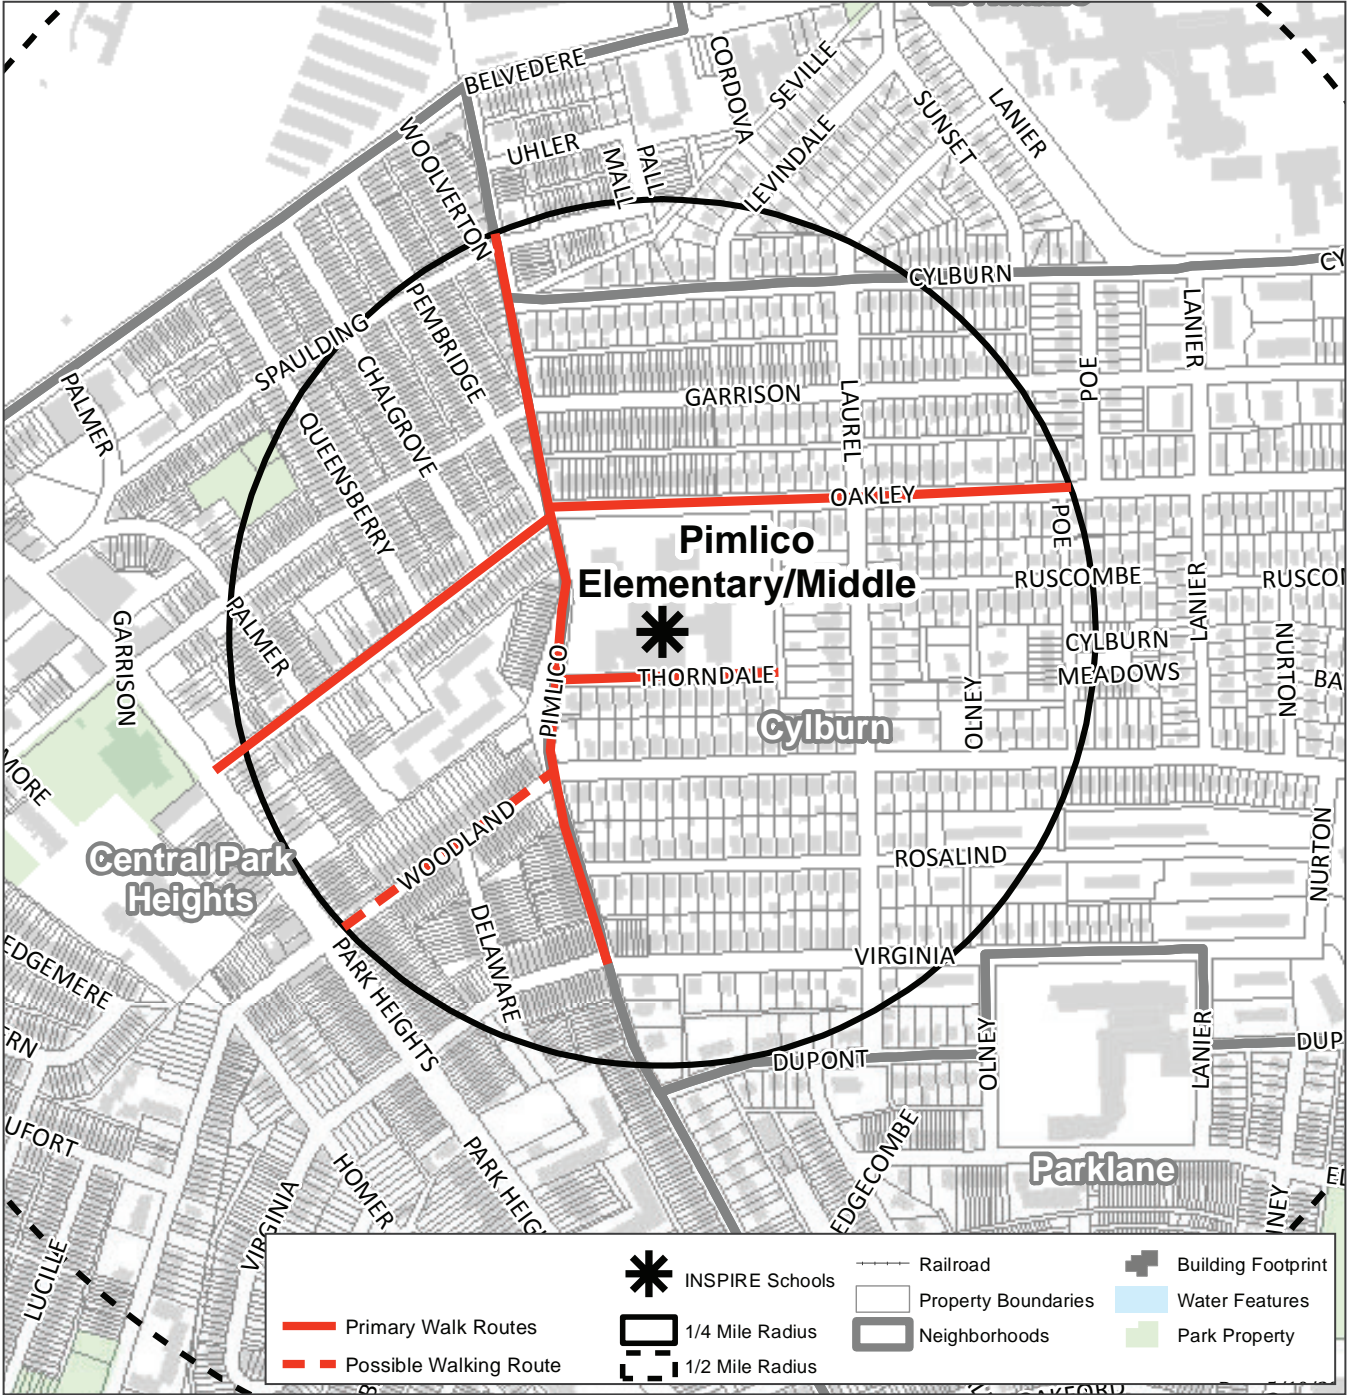 BELVEDERE
CORDOVA
SEVILLE
SUNSET
LANIER
WOOLVERTON
UHLER
PALL
MALL
LEVINDALE
CYLBURN
CY
PEMBRIDGE
SPAULDING
LANIER
PALMER
CHALGROVE
GARRISON
LAUREL
POE
QUEENSBERRY
OAKLEY
POE
Pimlico
Elementary/Middle
RUSCOMBE
LANIER
RUSCOM
GARRISON
PALMER
CYLBURN
MEADOWS
NURTON
BA
PIMLICO
THORNDALE
OLNEY
Cylburn
MORE
WOODLAND
ROSALIND
NURTON
Central Park
Heights
DELAWARE
VIRGINIA
EDGEMERE
PARK HEIGHTS
ERN
OLNEY
LANIER
DUPONT
DUP
UFORT
EDGECOMBE
Parklane
HOMER
PARK HEIG
VIRGINIA
LUCILLE
INEY
Primary Walk Routes
Possible Walking Route
INSPIRE Schools
1/4 Mile Radius
1/2 Mile Radius
Railroad
Property Boundaries
Neighborhoods
Building Footprint
Water Features
Park Property